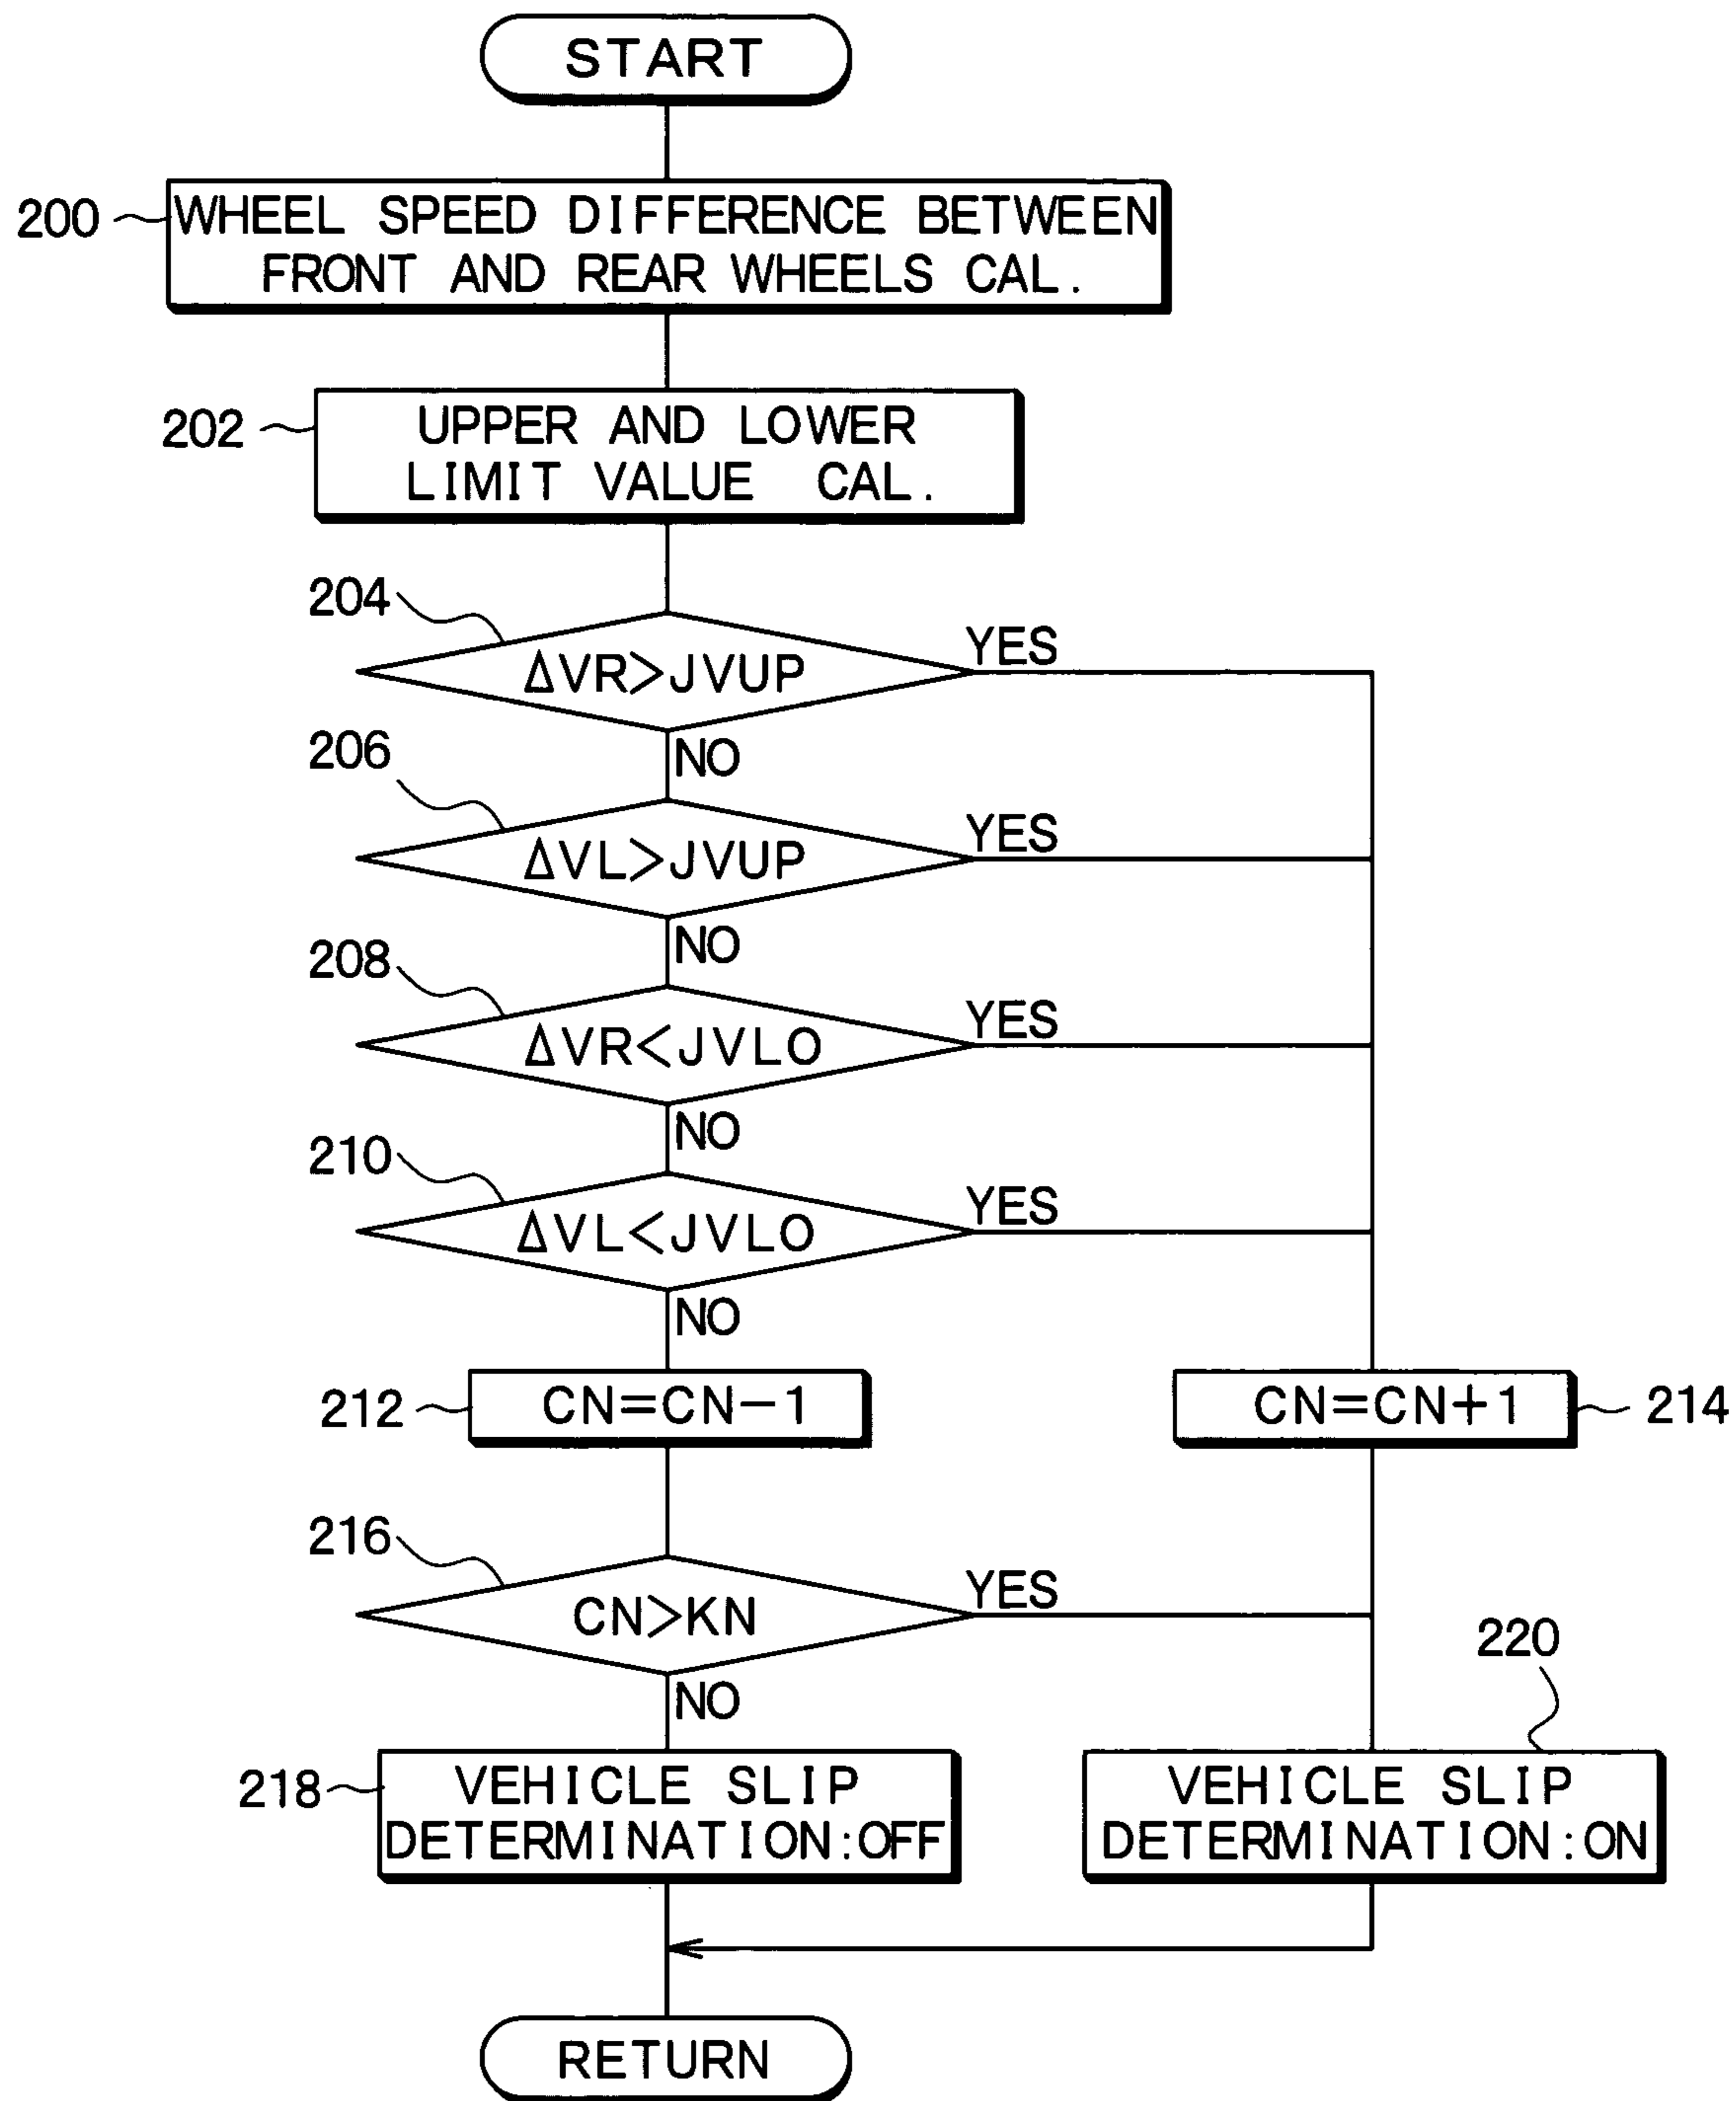 START
200
WHEEL SPEED DIFFERENCE BETWEEN
FRONT AND REAR WHEELS CAL.
202
UPPER AND LOWER
LIMIT VALUE CAL.
204
ΔVR>JVUP
YES
NO
206
ΔVL>JVUP
YES
NO
208
ΔVR<JVLO
YES
NO
210
ΔVL<JVLO
YES
NO
212
CN=CN-1
CN=CN+1
214
216
CN>KN
YES
NO
220
218
VEHICLE SLIP
DETERMINATION:OFF
VEHICLE SLIP
DETERMINATION:ON
RETURN